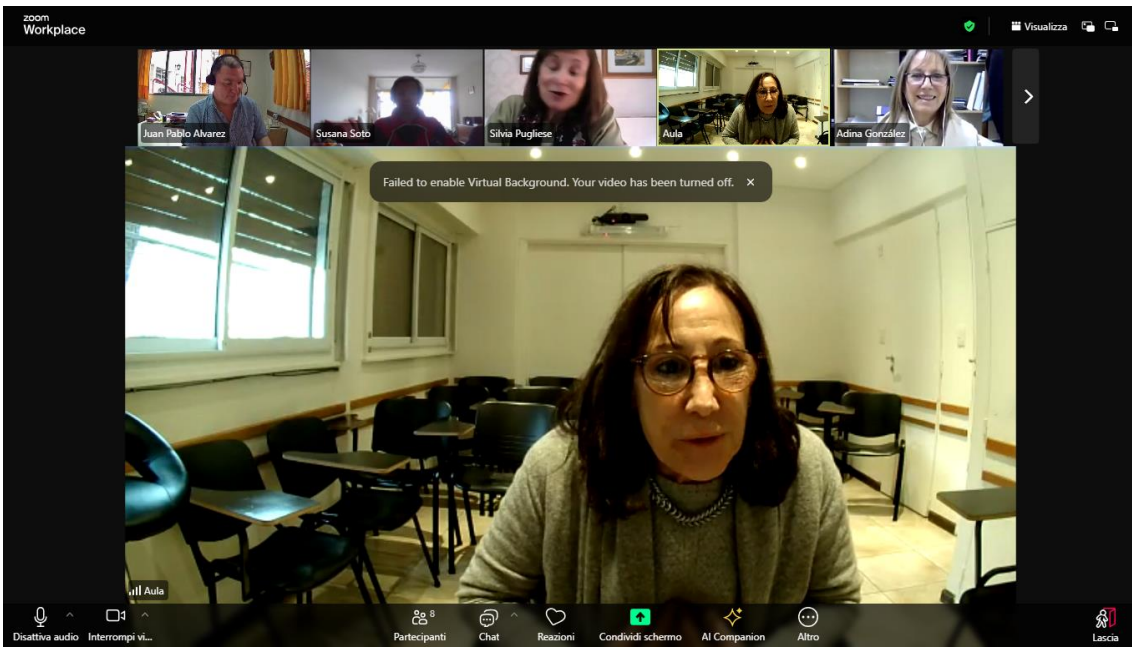 zoom
Workplace
Visualizza
Juan Pablo Alvarez
Susana Soto
Silvia Pugliese
Aula
Adina González
Failed to enable Virtual Background. Your video has been turned off.
Aula
Disattiva audio
Interrompi vi...
8
Partecipanti
Chat
Reazioni
Condividi schermo
AI Companion
Altro
Lascia